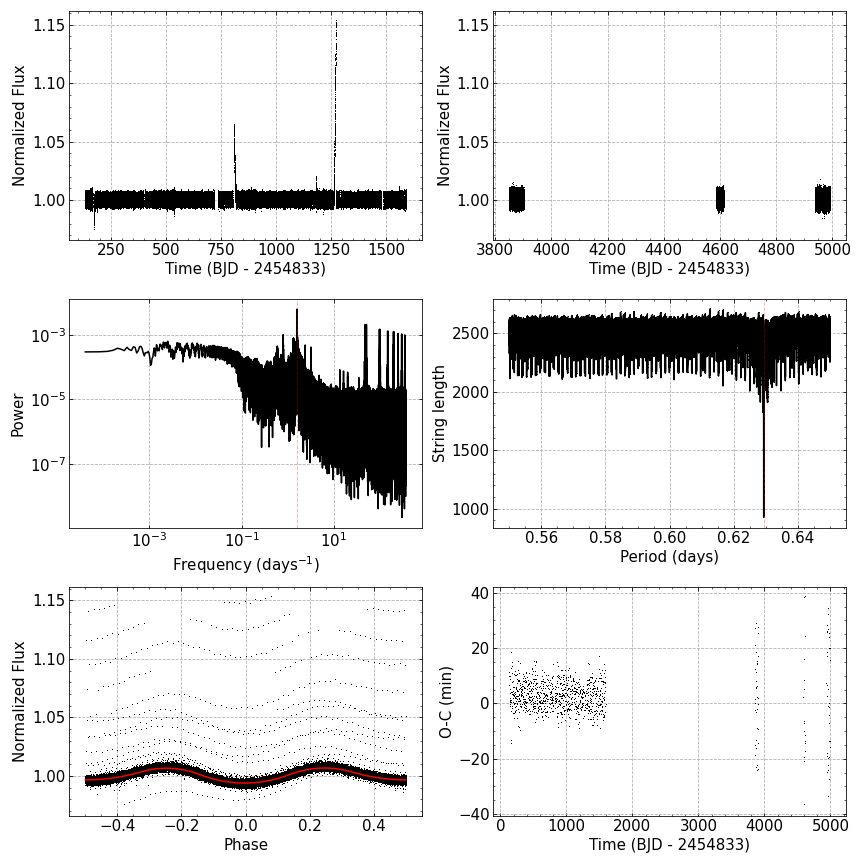 1.15
1.10
1.05
1.00
Normalized Flux
250 500 750 1000 1250 1500
Time (BJD - 2454833)
1.15
1.10
1.05
1.00
Normalized Flux
3800 4000 4200 4400 4600 4800 5000
Time (BJD - 2454833)
10⁻³
10⁻⁵
10⁻⁷
Power
10⁻³ 10⁻¹ 10¹
Frequency (days⁻¹)
2500
2000
1500
1000
String length
0.56 0.58 0.60 0.62 0.64
Period (days)
1.15
1.10
1.05
1.00
Normalized Flux
−0.4 −0.2 0.0 0.2 0.4
Phase
40
20
0
−20
−40
O-C (min)
0 1000 2000 3000 4000 5000
Time (BJD - 2454833)